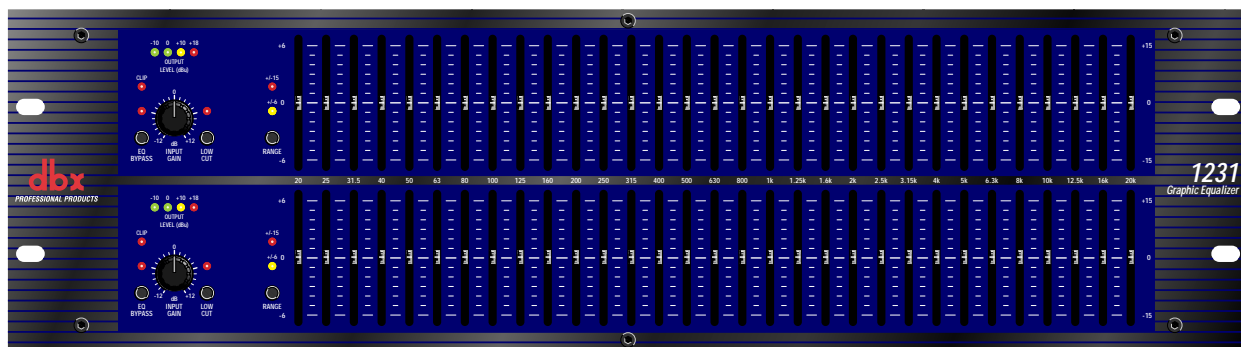 -10 0 +10 +18
OUTPUT
LEVEL (dBu)
CLIP
0
-12 +12
dB
EQ BYPASS
INPUT GAIN
LOW CUT
+/-15
+/-6
RANGE
+6 +15
0 0
-6 -15
20 25 31.5 40 50 63 80 100 125 160 200 250 315 400 500 630 800 1k 1.25k 1.6k 2k 2.5k 3.15k 4k 5k 6.3k 8k 10k 12.5k 16k 20k
dbx
PROFESSIONAL PRODUCTS
1231
Graphic Equalizer
-10 0 +10 +18
OUTPUT
LEVEL (dBu)
CLIP
0
-12 +12
dB
EQ BYPASS
INPUT GAIN
LOW CUT
+/-15
+/-6
RANGE
+6 +15
0 0
-6 -15